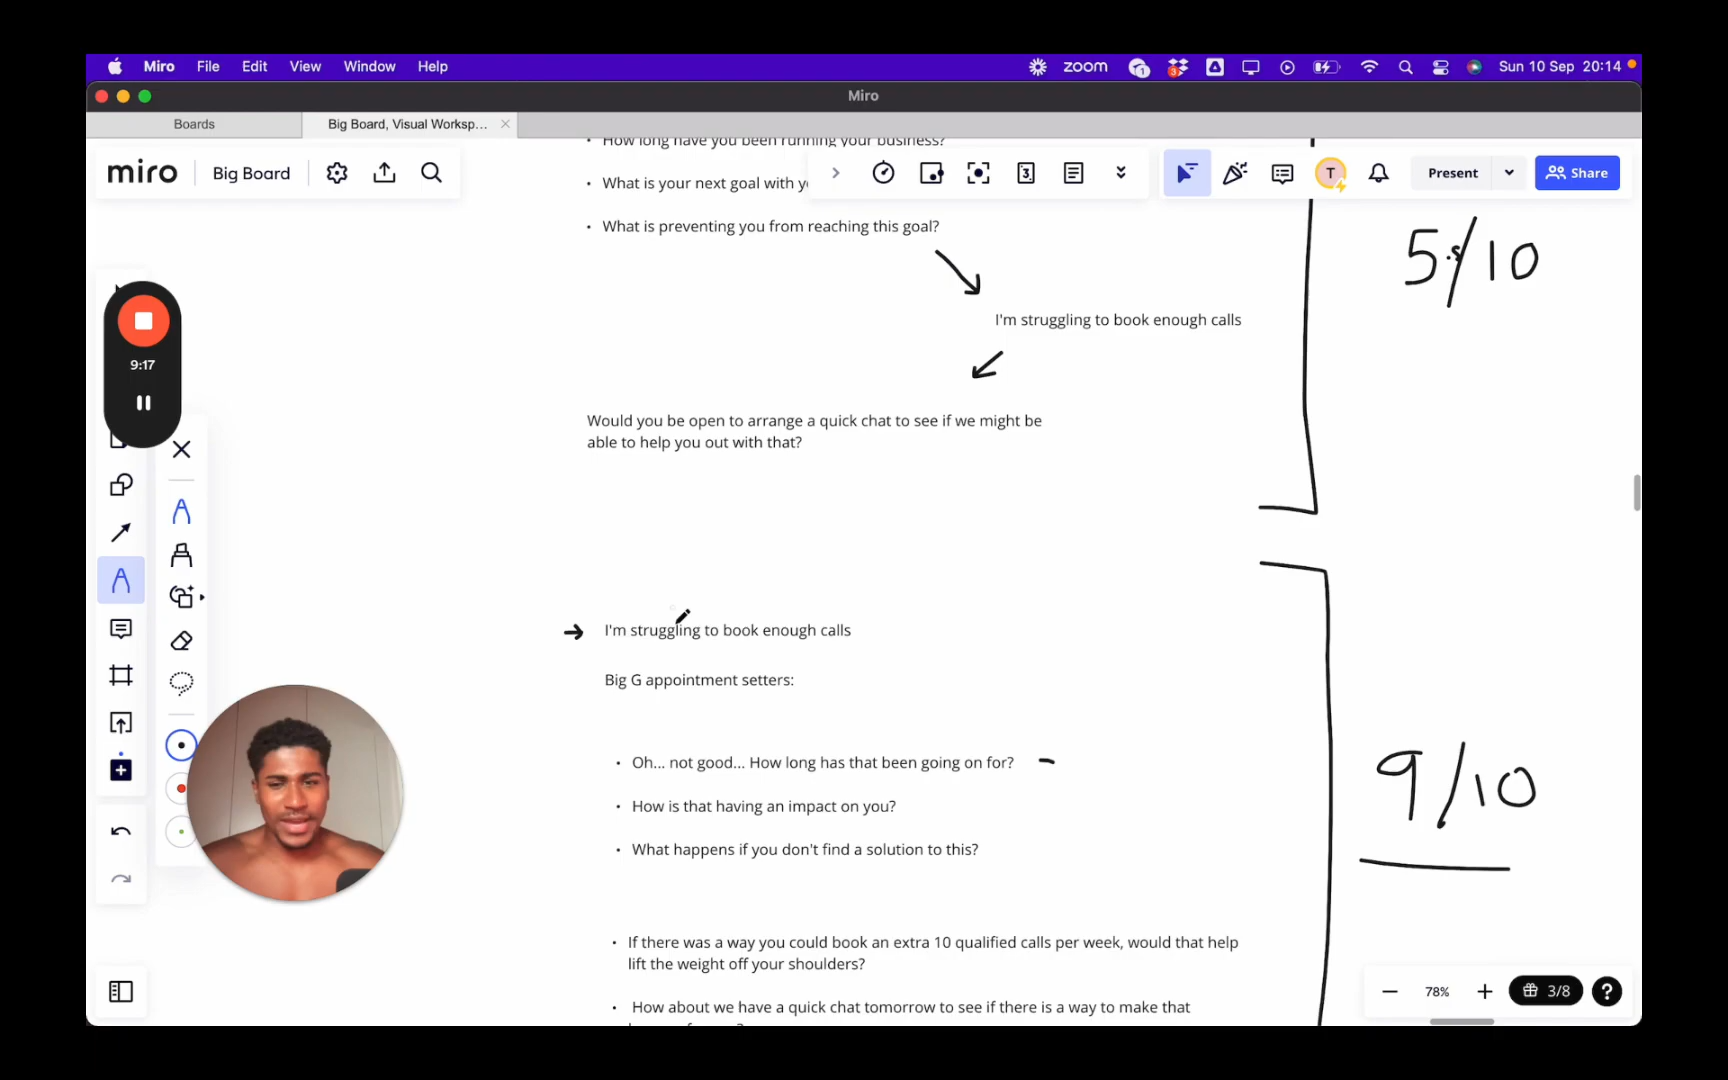 Miro File Edit View Window Help zoom 1 3 Sun 10 Sep 20:14
Miro
Boards Big Board, Visual Worksp...
miro Big Board 3 T Present Share
• How long have you been running your business?
• What is your next goal with
• What is preventing you from reaching this goal?
5.5/10
I'm struggling to book enough calls
9:17
Would you be open to arrange a quick chat to see if we might be
able to help you out with that?
I'm struggling to book enough calls
Big G appointment setters:
• Oh... not good... How long has that been going on for?
• How is that having an impact on you?
• What happens if you don't find a solution to this?
9/10
• If there was a way you could book an extra 10 qualified calls per week, would that help
lift the weight off your shoulders?
• How about we have a quick chat tomorrow to see if there is a way to make that
78% 3/8 ?